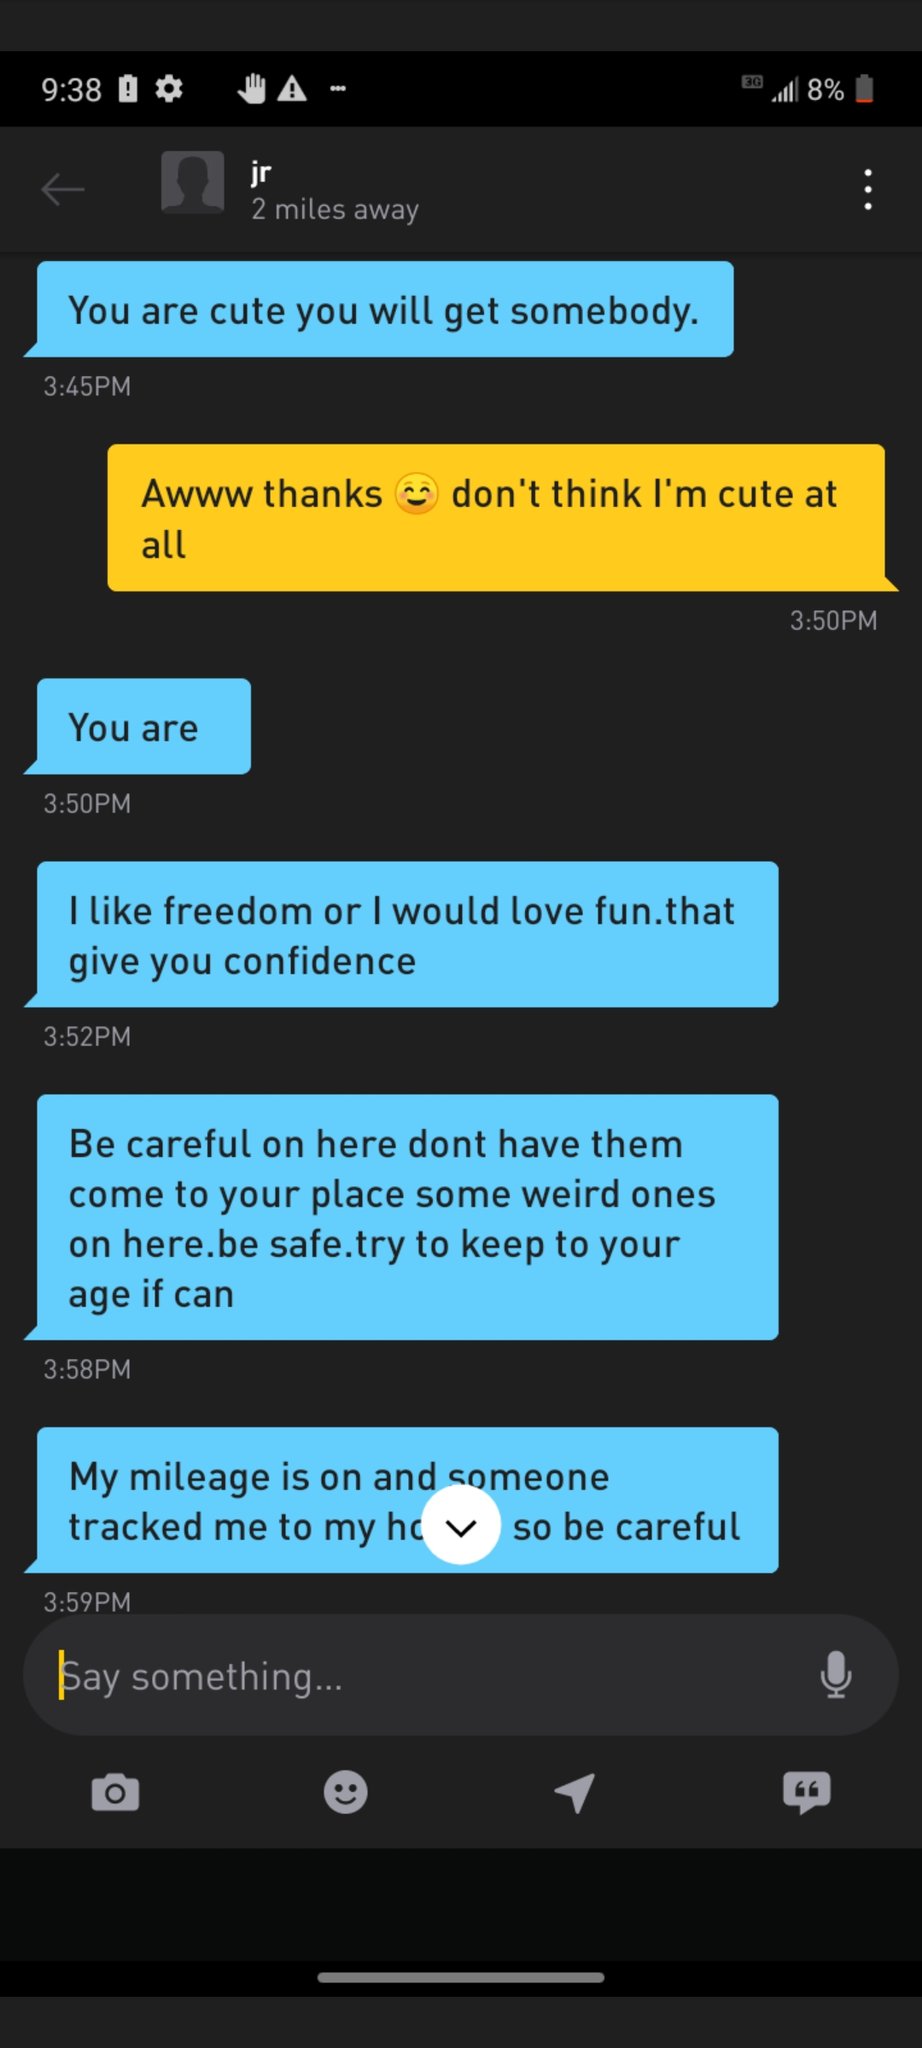 9:38
3G
8%
jr
2 miles away
You are cute you will get somebody.
3:45PM
Awww thanks 😊 don't think I'm cute at
all
3:50PM
You are
3:50PM
I like freedom or I would love fun.that
give you confidence
3:52PM
Be careful on here dont have them
come to your place some weird ones
on here.be safe.try to keep to your
age if can
3:58PM
My mileage is on and someone
tracked me to my so be careful
3:59PM
Say something...